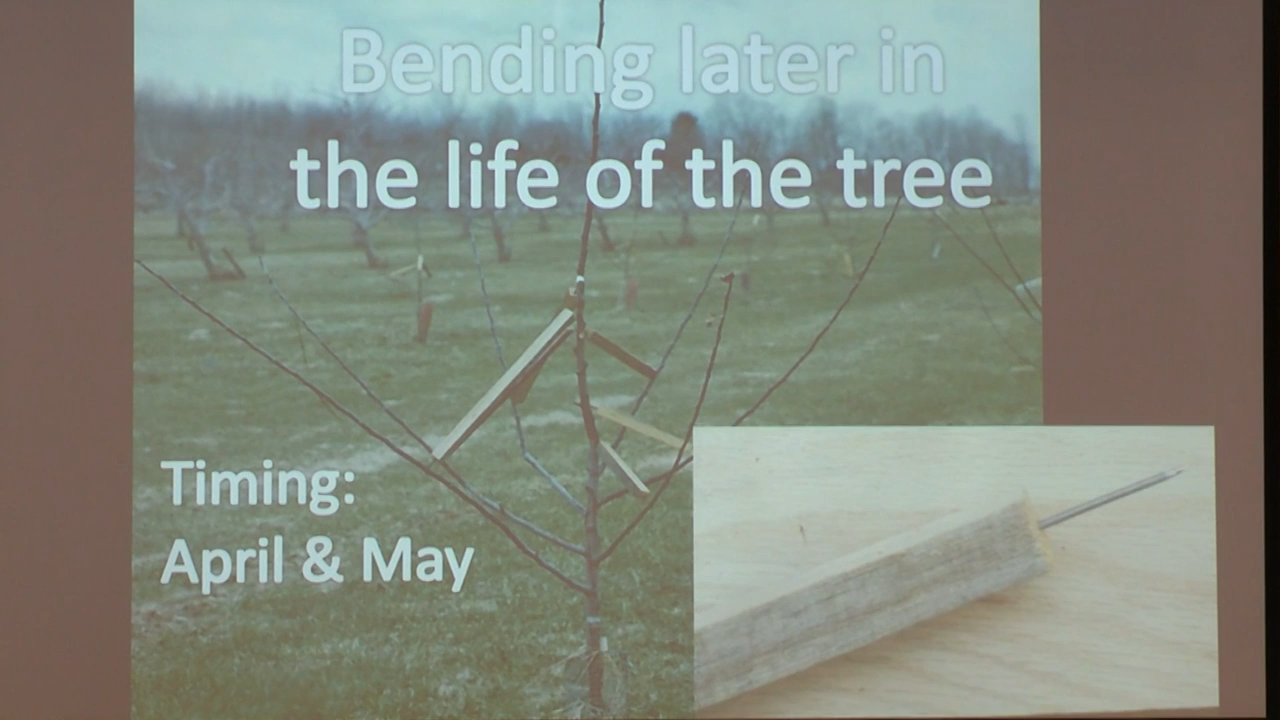 Bending later in
the life of the tree
Timing:
April & May